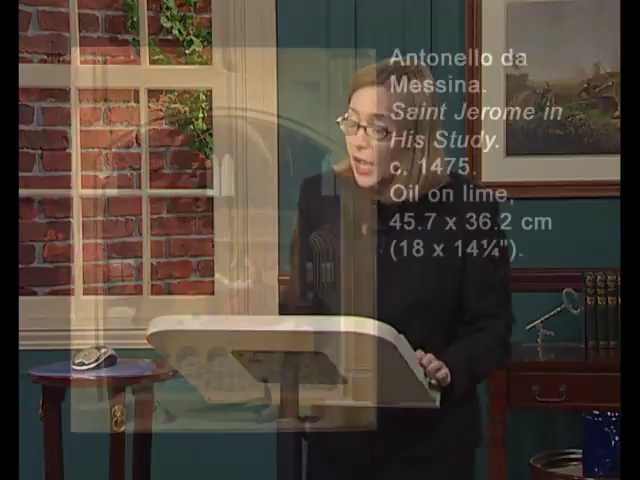 Antonello da
Messina.
Saint Jerome in
His Study.
c. 1475.
Oil on lime,
45.7 x 36.2 cm
(18 x 14¼").